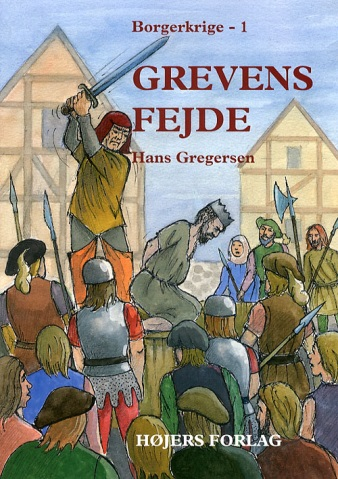 Borgerkrige - 1
GREVENS
FEJDE
Hans Gregersen
HØJERS FORLAG